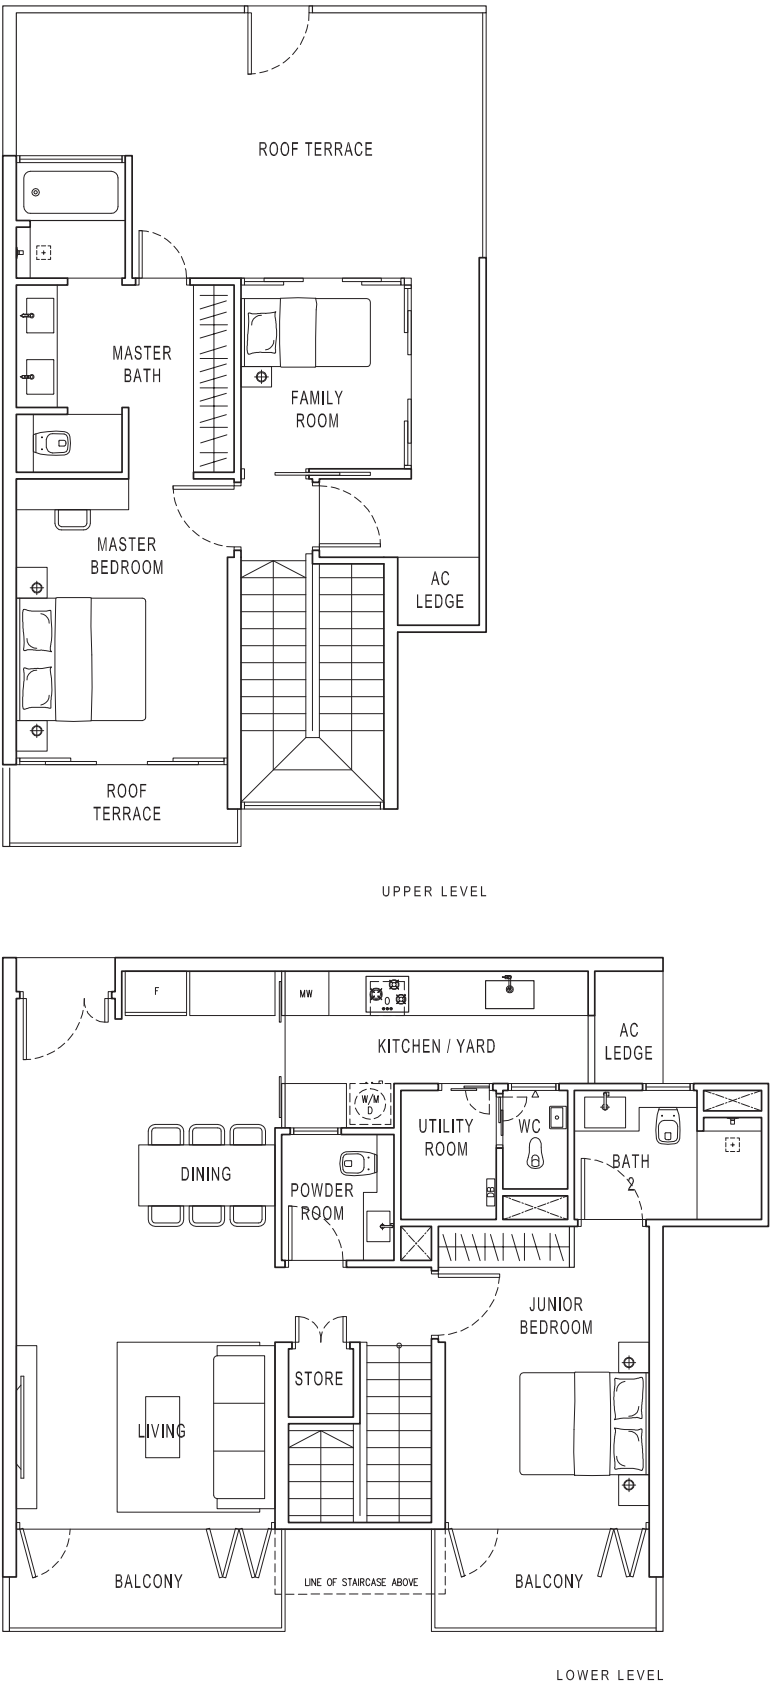 ROOF TERRACE
MASTER
BATH
FAMILY
ROOM
MASTER
BEDROOM
AC
LEDGE
ROOF
TERRACE
UPPER LEVEL
F
MW
KITCHEN / YARD
AC
LEDGE
W/M
D
UTILITY
ROOM
WC
DINING
POWDER
ROOM
BATH
2
JUNIOR
BEDROOM
STORE
LIVING
BALCONY
LINE OF STAIRCASE ABOVE
BALCONY
LOWER LEVEL